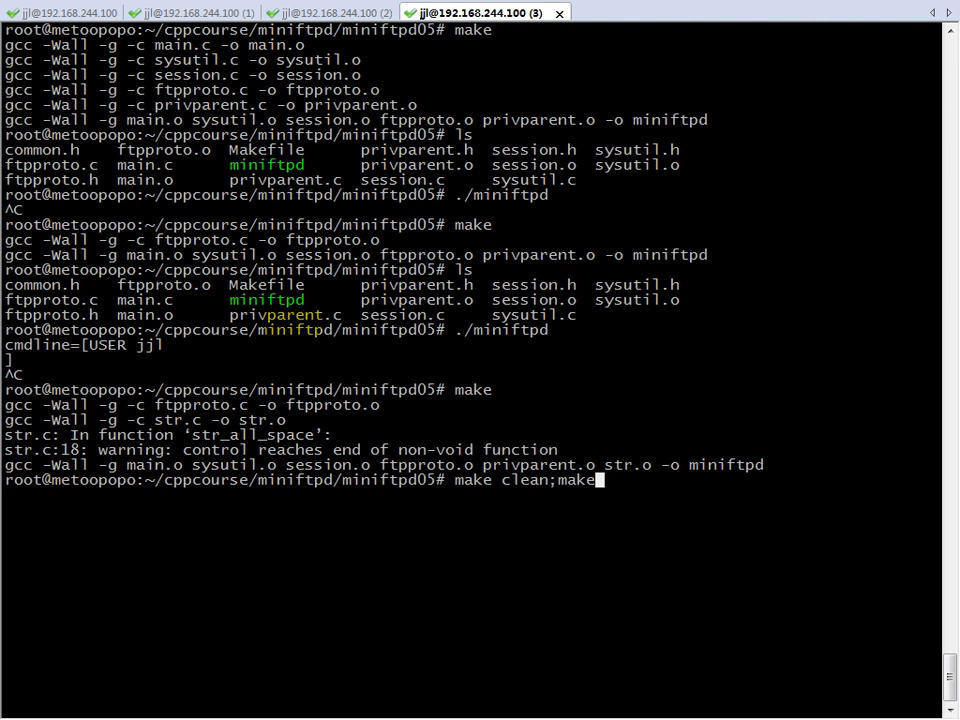 jjl@192.168.244.100 jjl@192.168.244.100 (1) jjl@192.168.244.100 (2) jjl@192.168.244.100 (3)
root@metoopopo:~/cppcourse/miniftpd/miniftpd05# make
gcc -Wall -g -c main.c -o main.o
gcc -Wall -g -c sysutil.c -o sysutil.o
gcc -Wall -g -c session.c -o session.o
gcc -Wall -g -c ftpproto.c -o ftpproto.o
gcc -Wall -g -c privparent.c -o privparent.o
gcc -Wall -g main.o sysutil.o session.o ftpproto.o privparent.o -o miniftpd
root@metoopopo:~/cppcourse/miniftpd/miniftpd05# ls
common.h ftpproto.o Makefile privparent.h session.h sysutil.h
ftpproto.c main.c miniftpd privparent.o session.o sysutil.o
ftpproto.h main.o privparent.c session.c sysutil.c
root@metoopopo:~/cppcourse/miniftpd/miniftpd05# ./miniftpd
^C
root@metoopopo:~/cppcourse/miniftpd/miniftpd05# make
gcc -Wall -g -c ftpproto.c -o ftpproto.o
gcc -Wall -g main.o sysutil.o session.o ftpproto.o privparent.o -o miniftpd
root@metoopopo:~/cppcourse/miniftpd/miniftpd05# ls
common.h ftpproto.o Makefile privparent.h session.h sysutil.h
ftpproto.c main.c miniftpd privparent.o session.o sysutil.o
ftpproto.h main.o privparent.c session.c sysutil.c
root@metoopopo:~/cppcourse/miniftpd/miniftpd05# ./miniftpd
cmdline=[USER jjl
]
^C
root@metoopopo:~/cppcourse/miniftpd/miniftpd05# make
gcc -Wall -g -c ftpproto.c -o ftpproto.o
gcc -Wall -g -c str.c -o str.o
str.c: In function ‘str_all_space’:
str.c:18: warning: control reaches end of non-void function
gcc -Wall -g main.o sysutil.o session.o ftpproto.o privparent.o str.o -o miniftpd
root@metoopopo:~/cppcourse/miniftpd/miniftpd05# make clean;make